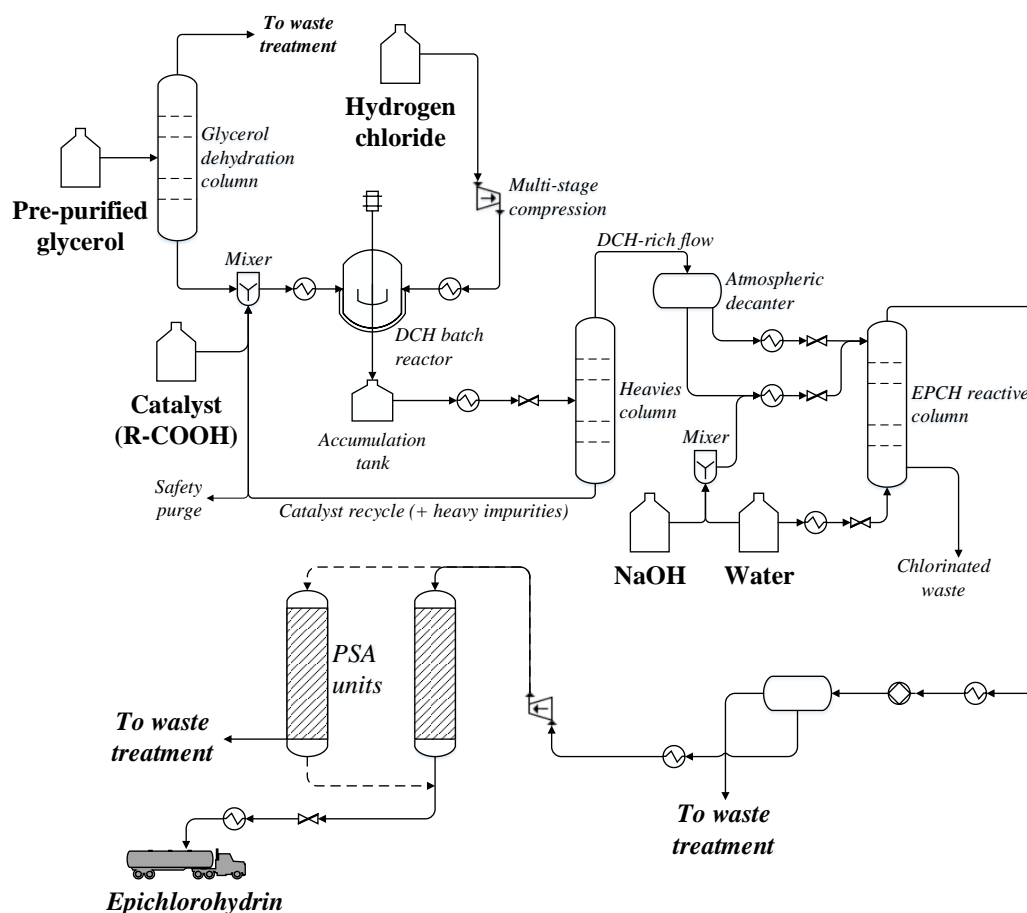 To waste
treatment
Hydrogen
chloride
Glycerol
dehydration
column
Pre-purified
glycerol
Multi-stage
compression
Mixer
DCH-rich flow
Atmospheric
decanter
DCH batch
reactor
Catalyst
(R-COOH)
Accumulation
tank
Heavies
column
EPCH reactive
column
Mixer
Safety
purge
Catalyst recycle (+ heavy impurities)
NaOH
Water
Chlorinated
waste
PSA
units
To waste
treatment
To waste
treatment
Epichlorohydrin